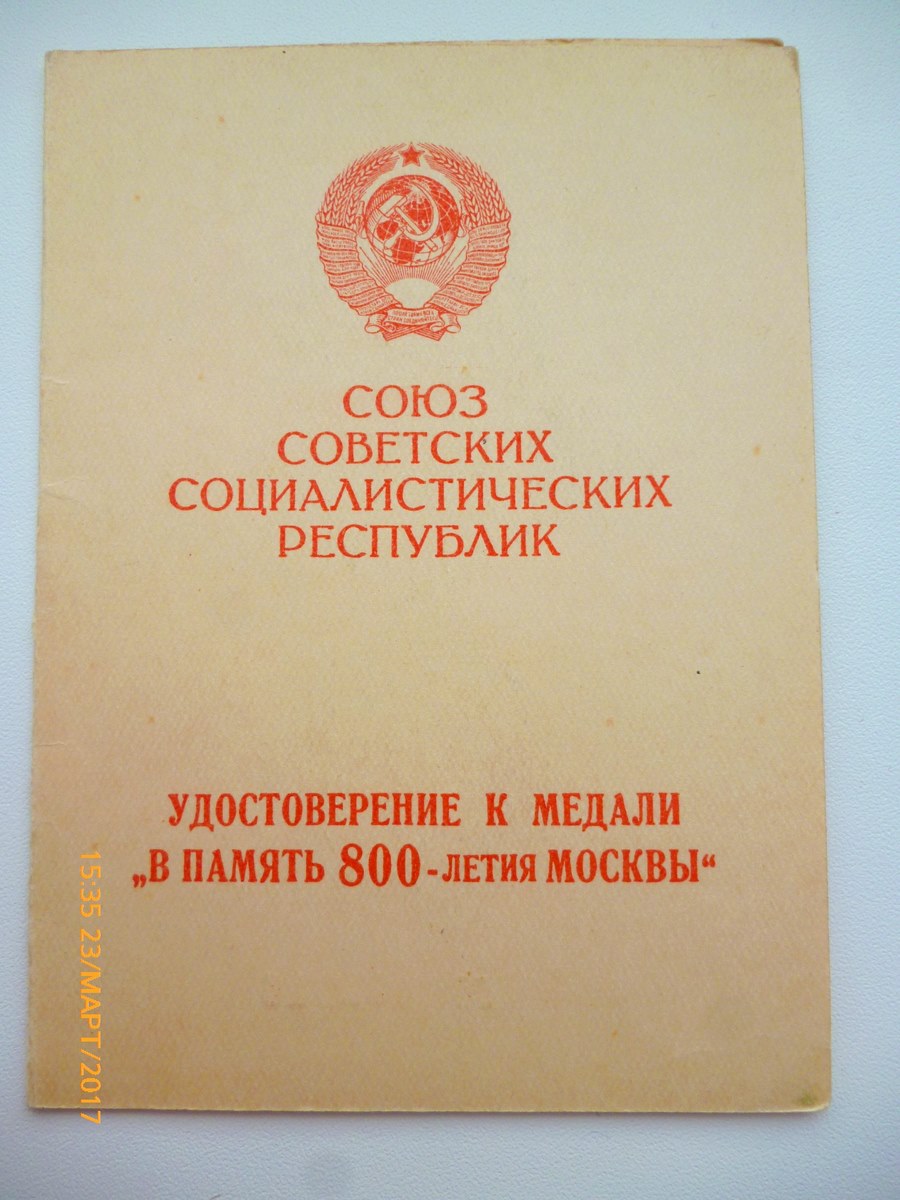 СОЮЗ
СОВЕТСКИХ
СОЦИАЛИСТИЧЕСКИХ
РЕСПУБЛИК
УДОСТОВЕРЕНИЕ К МЕДАЛИ
„В ПАМЯТЬ 800-ЛЕТИЯ МОСКВЫ“
15:35 23/МАРТ/2017